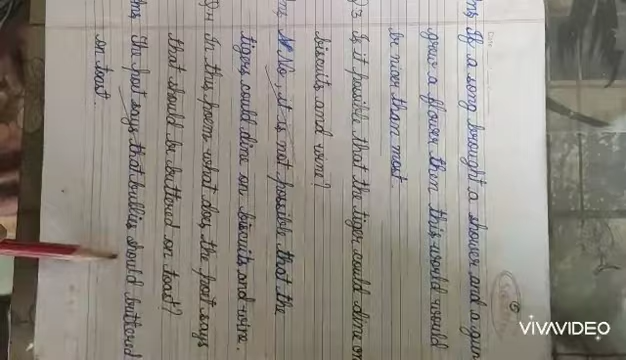 Ans If a song brought a shower and a gun
grew a flower then this world would
be nicer than most.
Q3 Is it possible that the tiger could dine on
biscuits and wine?
Ans No, it is not possible that the
tigers could dine on biscuits and wine.
Q4 In this poem what does the poet says
that should be buttered on toast?
Ans The poet says that bullets should buttered
on toast.
VIVAVIDEO